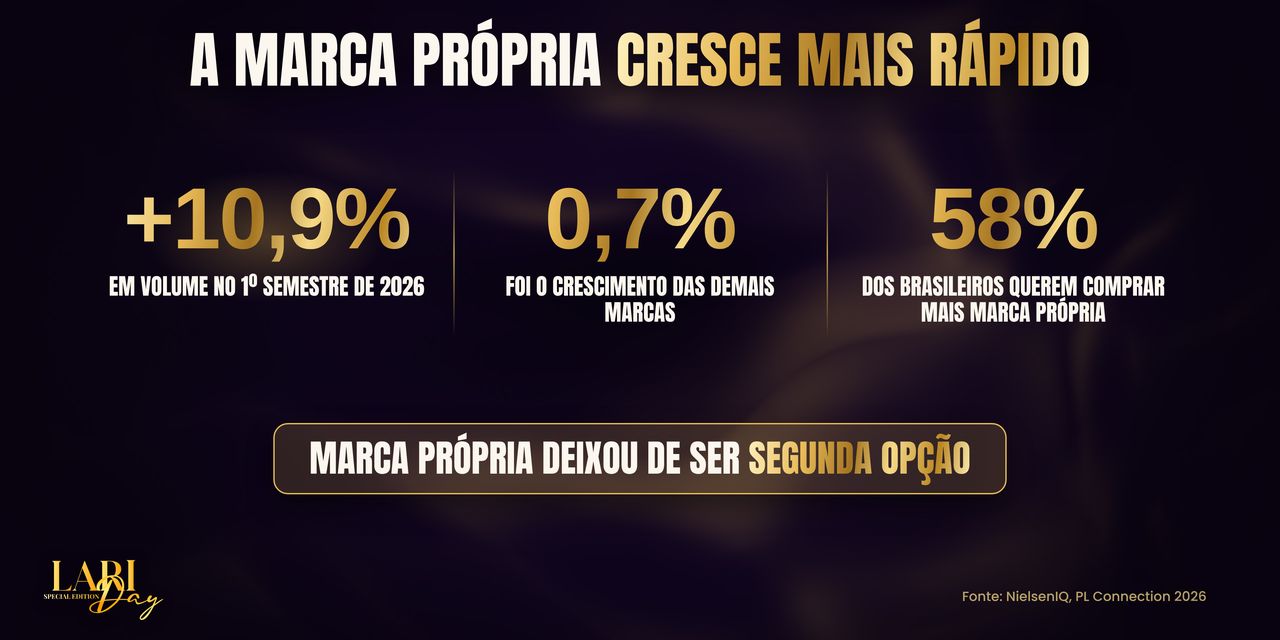 A MARCA PRÓPRIA CRESCE MAIS RÁPIDO
+10,9%
EM VOLUME NO 1º SEMESTRE DE 2026
0,7%
FOI O CRESCIMENTO DAS DEMAIS
MARCAS
58%
DOS BRASILEIROS QUEREM COMPRAR
MAIS MARCA PRÓPRIA
MARCA PRÓPRIA DEIXOU DE SER SEGUNDA OPÇÃO
LABI
SPECIAL EDITION
Day
Fonte: NielsenIQ, PL Connection 2026